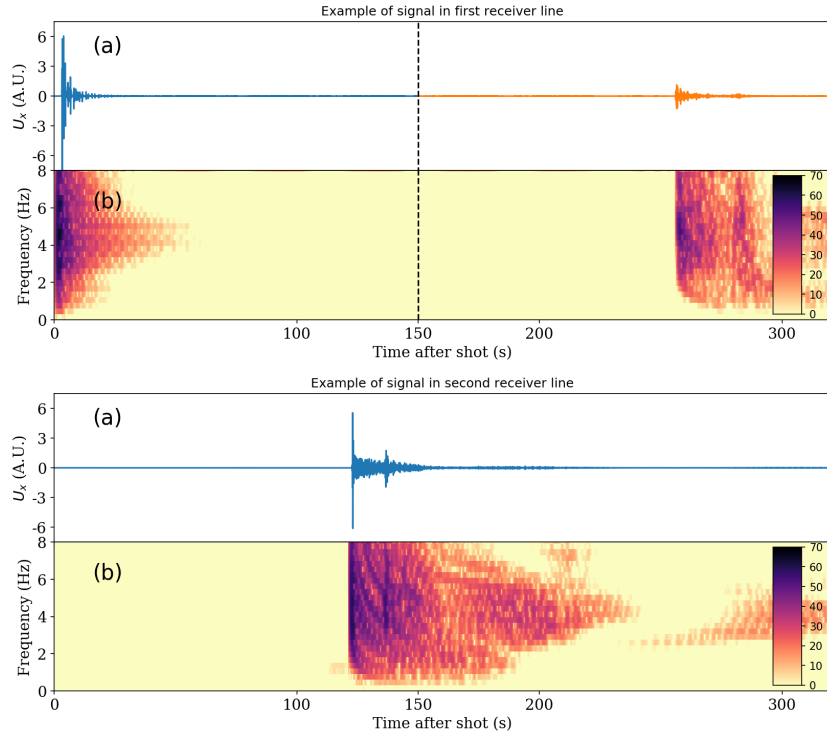 Example of signal in first receiver line
(a)
6
3
0
-3
-6
U_x (A.U.)
(b)
8
6
4
2
0
Frequency (Hz)
70
60
50
40
30
20
10
0
0 100 150 200 300
Time after shot (s)
Example of signal in second receiver line
(a)
6
3
0
-3
-6
U_x (A.U.)
(b)
8
6
4
2
0
Frequency (Hz)
70
60
50
40
30
20
10
0
0 100 200 300
Time after shot (s)